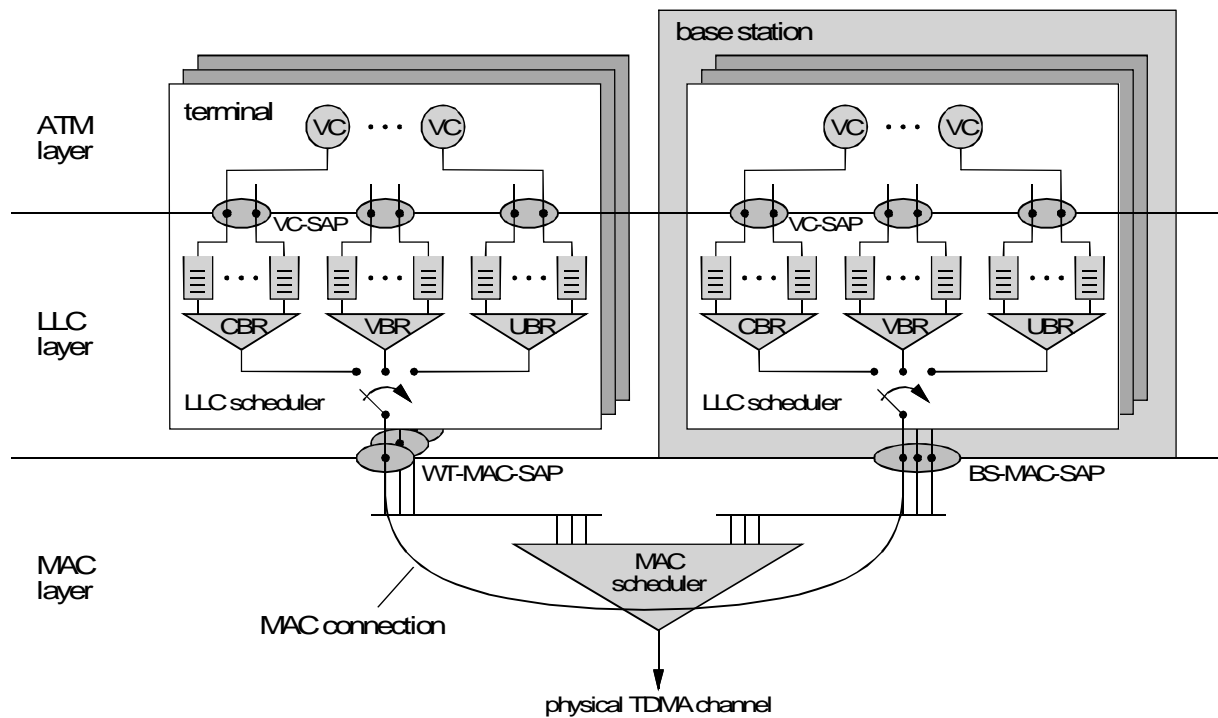 base station
terminal
ATM
layer
VC ••• VC
VC ••• VC
VC-SAP
VC-SAP
••• ••• •••
••• ••• •••
LLC
layer
CBR VBR UBR
CBR VBR UBR
LLC scheduler
LLC scheduler
WT-MAC-SAP
BS-MAC-SAP
MAC
layer
MAC
scheduler
MAC connection
physical TDMA channel